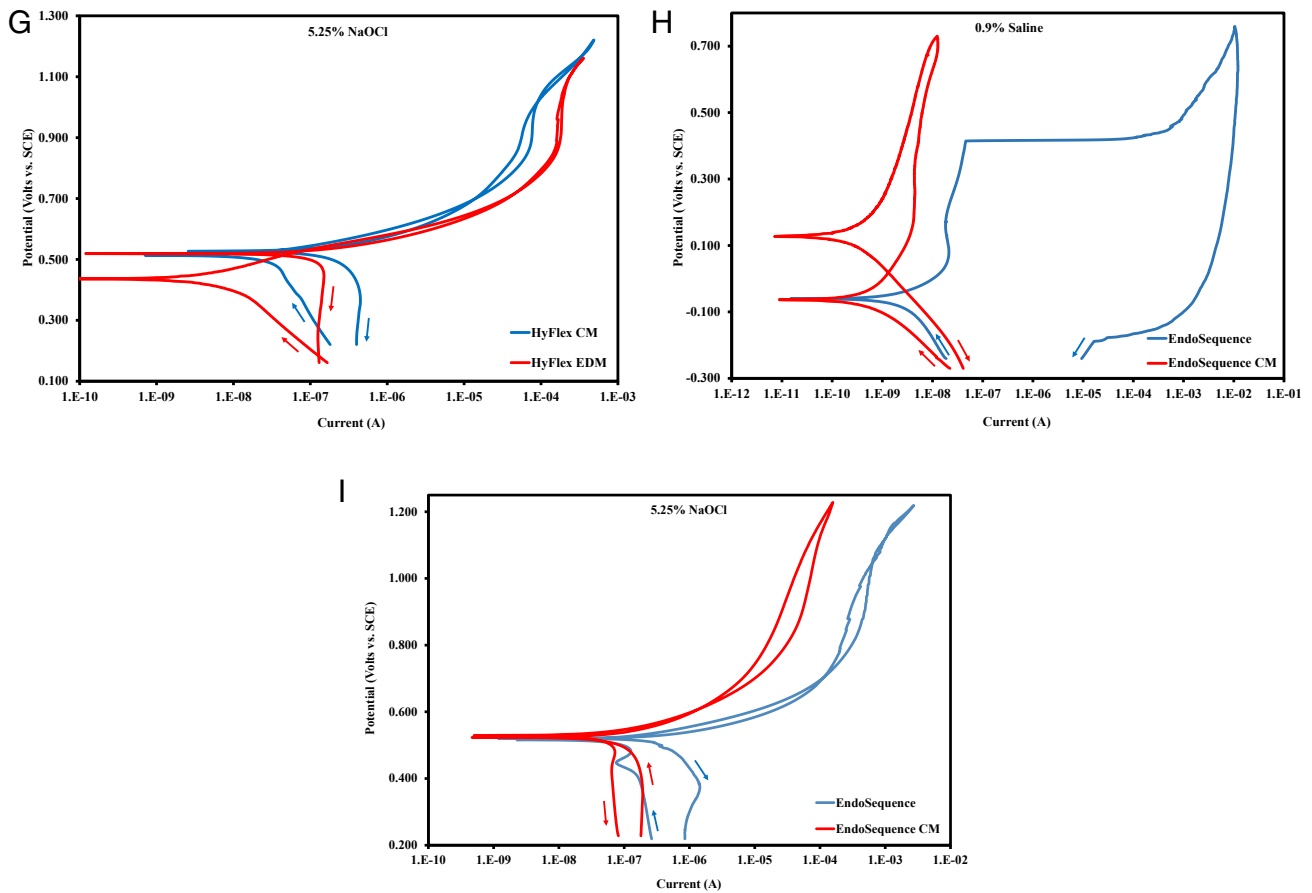 G
5.25% NaOCl
Potential (Volts vs. SCE)
1.300
1.100
0.900
0.700
0.500
0.300
0.100
1.E-10 1.E-09 1.E-08 1.E-07 1.E-06 1.E-05 1.E-04 1.E-03
Current (A)
HyFlex CM
HyFlex EDM
H
0.9% Saline
Potential (Volts vs. SCE)
0.700
0.500
0.300
0.100
-0.100
-0.300
1.E-12 1.E-11 1.E-10 1.E-09 1.E-08 1.E-07 1.E-06 1.E-05 1.E-04 1.E-03 1.E-02 1.E-01
Current (A)
EndoSequence
EndoSequence CM
I
5.25% NaOCl
Potential (Volts vs. SCE)
1.200
1.000
0.800
0.600
0.400
0.200
1.E-10 1.E-09 1.E-08 1.E-07 1.E-06 1.E-05 1.E-04 1.E-03 1.E-02
Current (A)
EndoSequence
EndoSequence CM